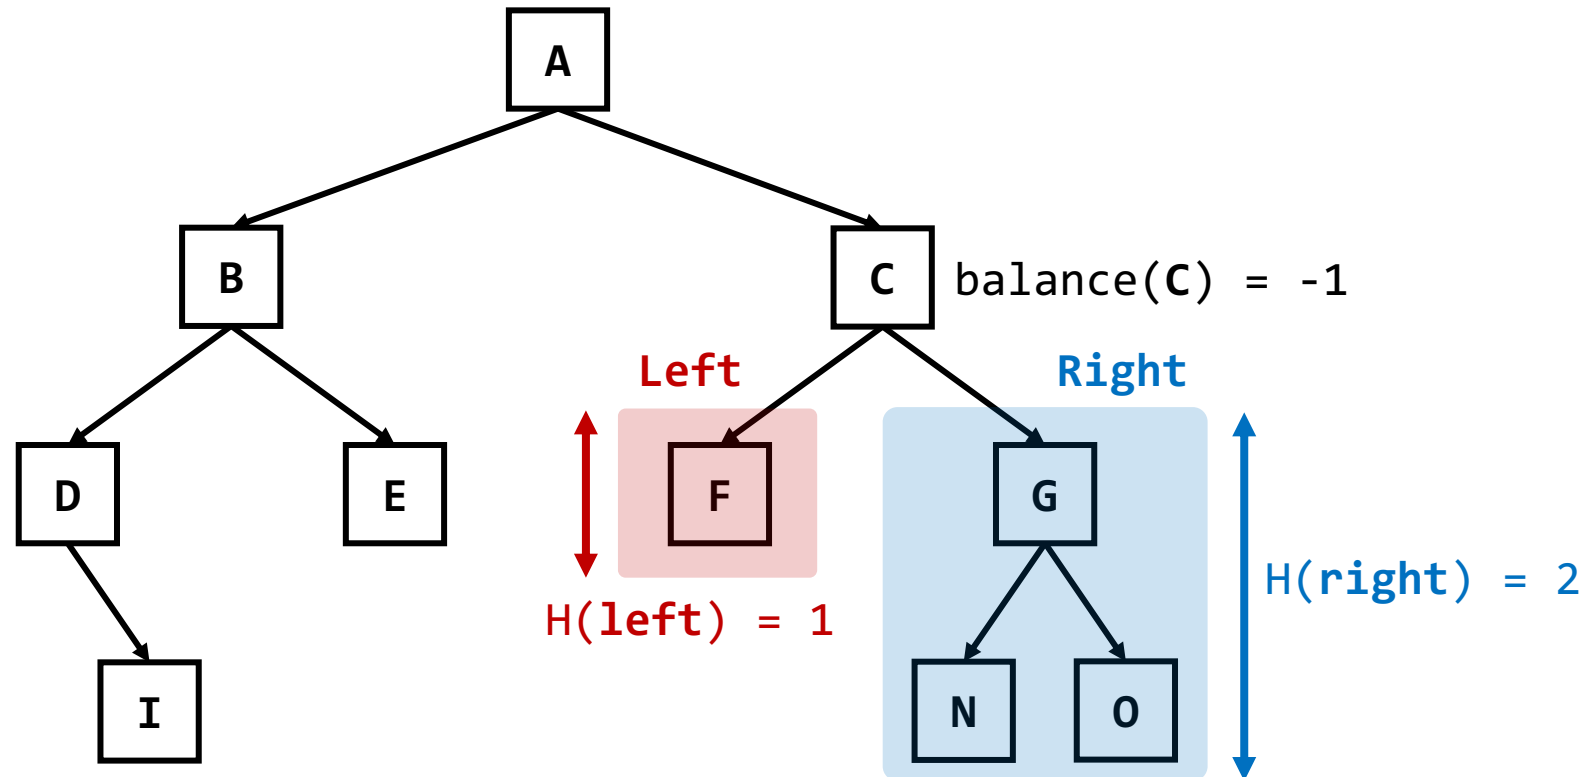 A
B
C
balance(C) = -1
Left
Right
D
E
F
G
H(right) = 2
H(left) = 1
I
N
O